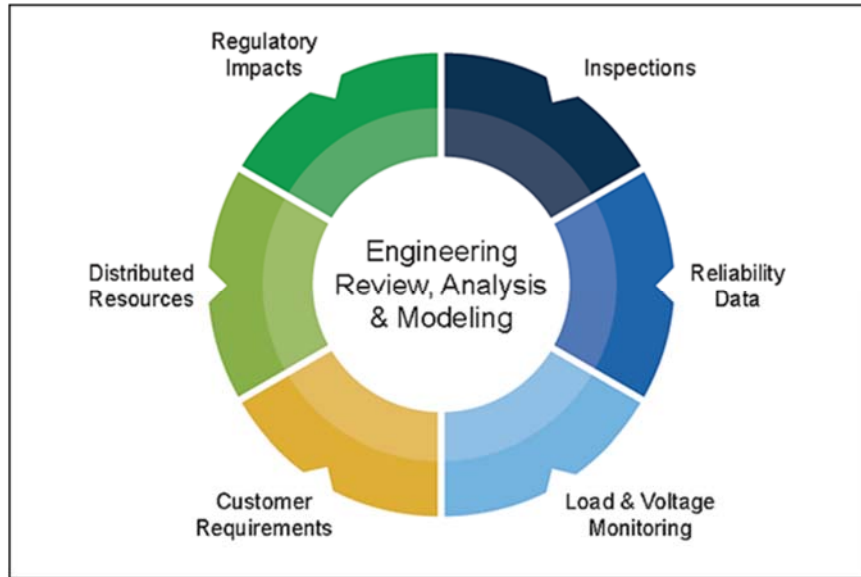 Regulatory
Impacts
Inspections
Distributed
Resources
Engineering
Review, Analysis
& Modeling
Reliability
Data
Customer
Requirements
Load & Voltage
Monitoring